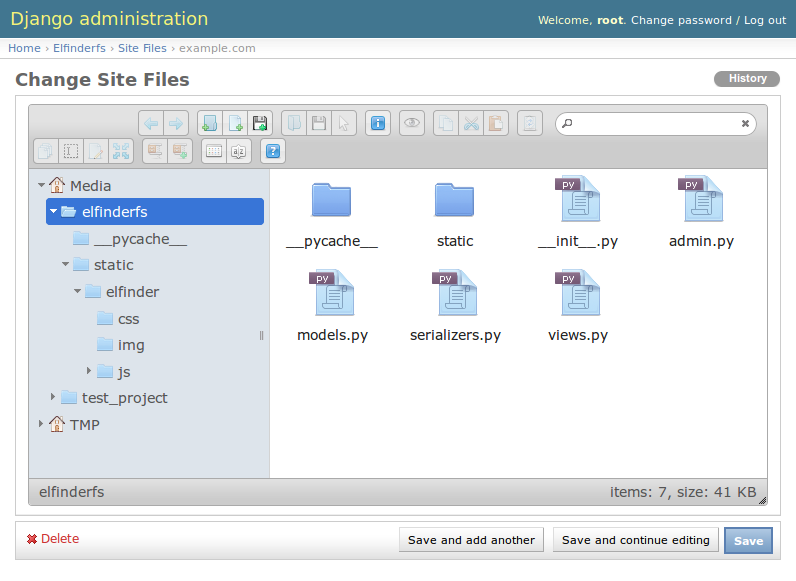 Django administration
Welcome, root. Change password / Log out
Home › Elfinderfs › Site Files › example.com
Change Site Files
History
Media
elfinderfs
__pycache__
static
elfinder
css
img
js
test_project
TMP
__pycache__
static
py
__init__.py
py
admin.py
py
models.py
py
serializers.py
py
views.py
elfinderfs
items: 7, size: 41 KB
Delete
Save and add another
Save and continue editing
Save